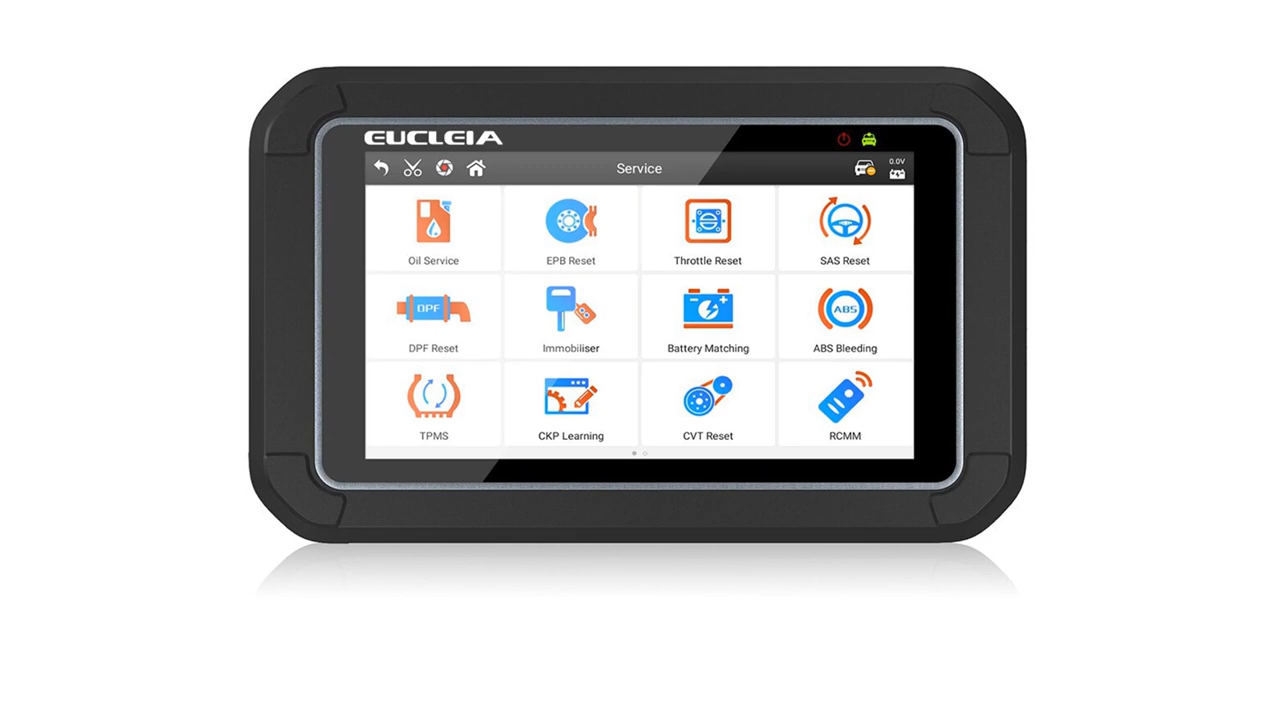 EUCLEIA
Service
0.0V
Oil Service
EPB Reset
Throttle Reset
SAS Reset
DPF
ABS
DPF Reset
Immobiliser
Battery Matching
ABS Bleeding
TPMS
CKP Learning
CVT Reset
RCMM